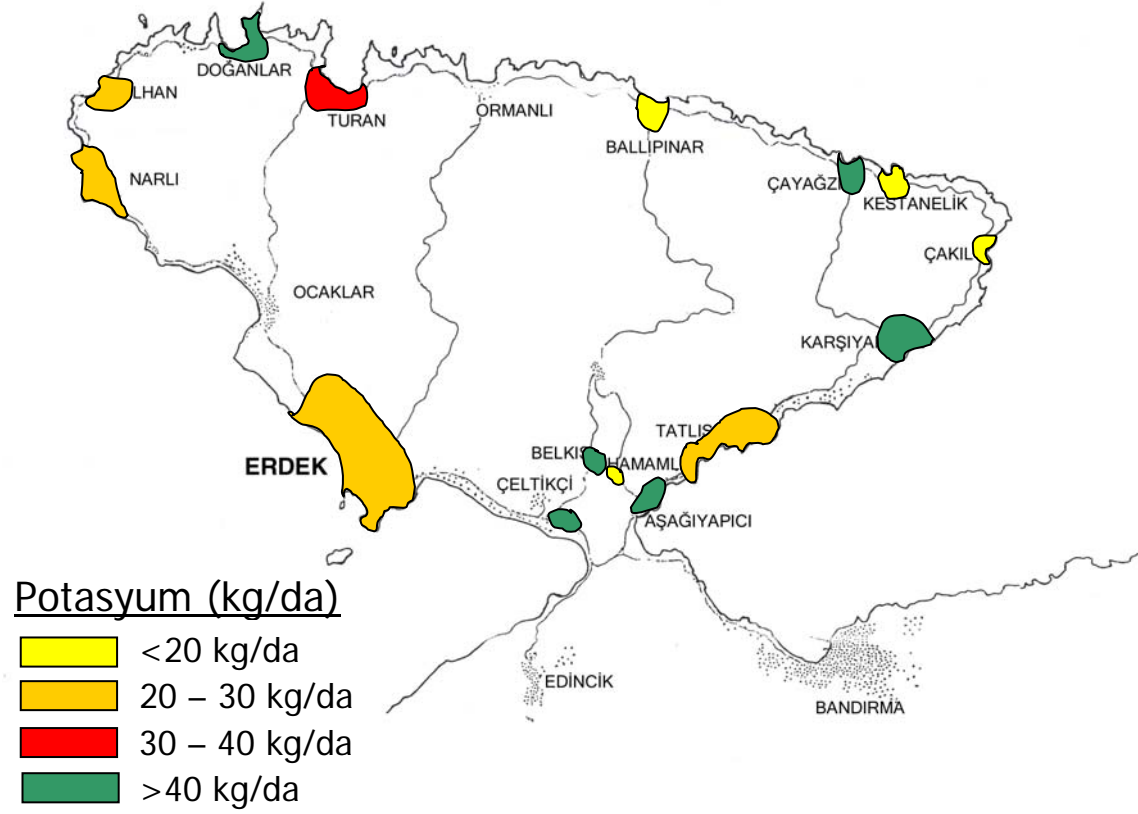 DOĞANLAR
LHAN
TURAN
ORMANLI
BALLIPINAR
NARLI
ÇAYAĞZI
KESTANELİK
ÇAKIL
OCAKLAR
KARŞIYA
TATLIS
BELKIS
HAMAML
ERDEK
ÇELTİKÇİ
AŞAĞIYAPICI
EDİNCİK
BANDIRMA
Potasyum (kg/da)
<20 kg/da
20 – 30 kg/da
30 – 40 kg/da
>40 kg/da